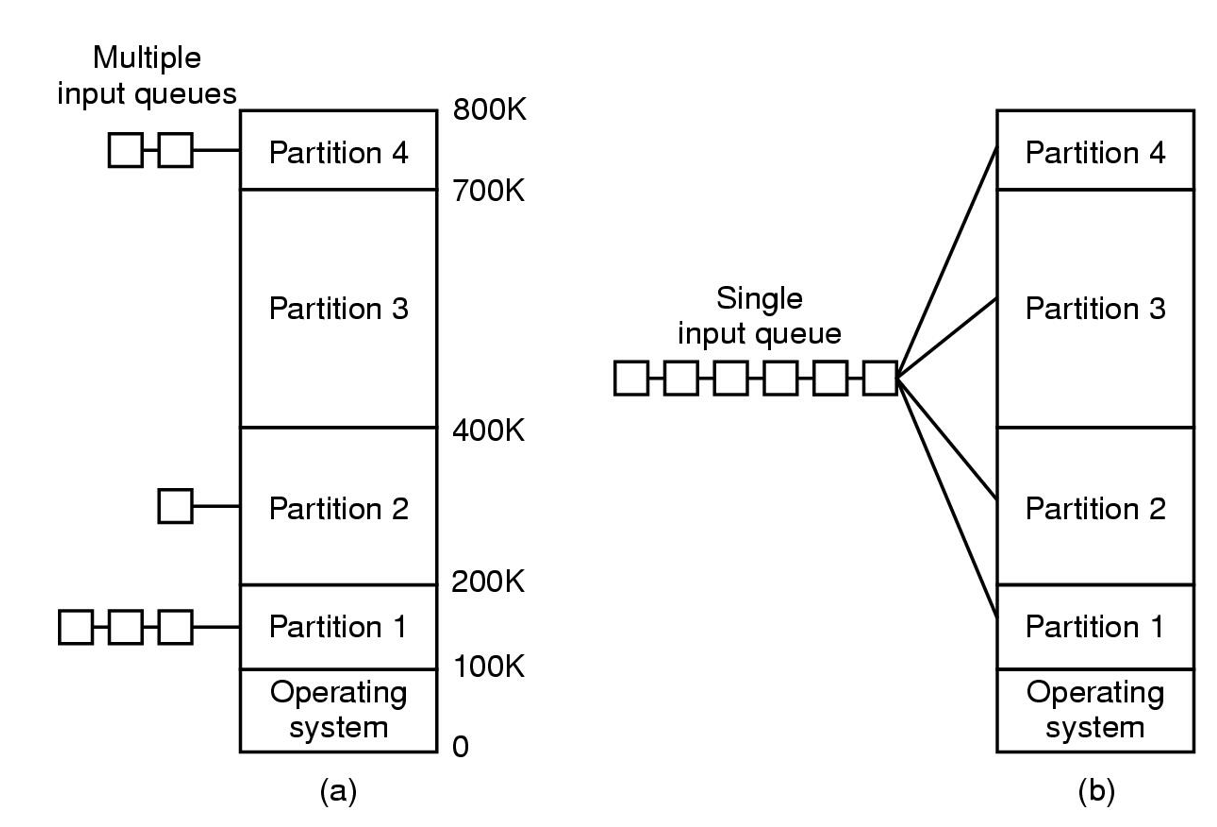 Multiple
input queues
800K
Partition 4
700K
Partition 3
400K
Partition 2
200K
Partition 1
100K
Operating
system
0
(a)
Single
input queue
Partition 4
Partition 3
Partition 2
Partition 1
Operating
system
(b)